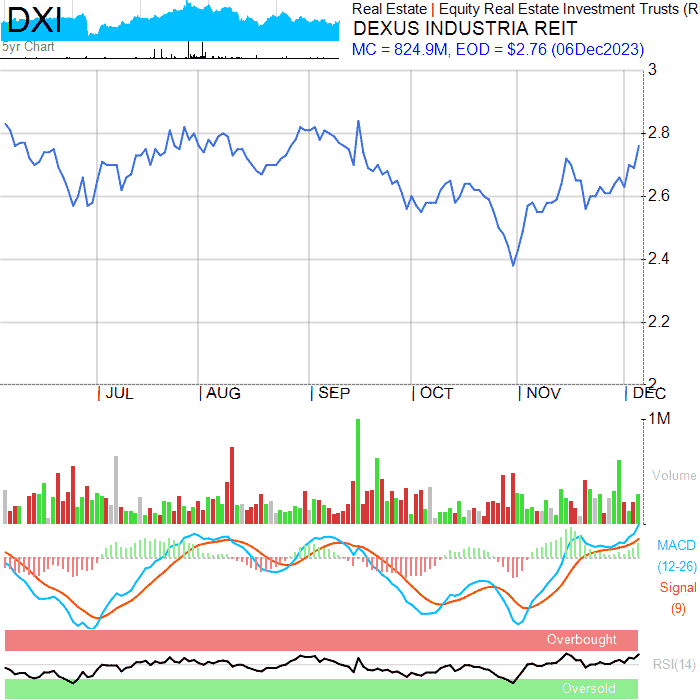 DXI
5yr Chart
Real Estate | Equity Real Estate Investment Trusts (R
DEXUS INDUSTRIA REIT
MC = 824.9M, EOD = $2.76 (06Dec2023)
3
2.8
2.6
2.4
2.2
2
JUL AUG SEP OCT NOV DEC
1M
Volume
MACD
(12-26)
Signal
(9)
Overbought
RSI(14)
Oversold